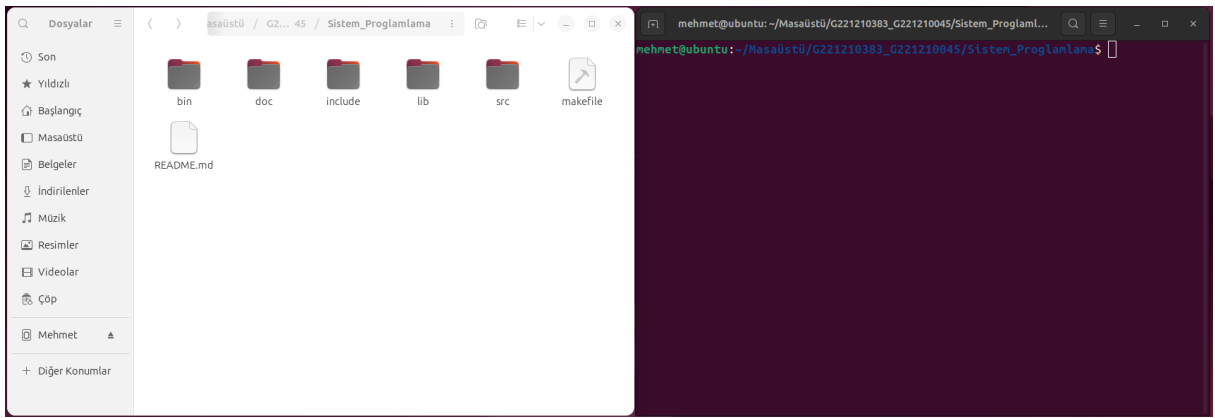 Dosyalar
asaüstü / G2... 45 / Sistem_Proglamlama
Son
Yıldızlı
Başlangıç
Masaüstü
Belgeler
İndirilenler
Müzik
Resimler
Videolar
Çöp
Mehmet
Diğer Konumlar
bin doc include lib src makefile
README.md
mehmet@ubuntu: ~/Masaüstü/G221210383_G221210045/Sistem_Proglaml...
mehmet@ubuntu:~/Masaüstü/G221210383_G221210045/Sistem_Proglamlama$